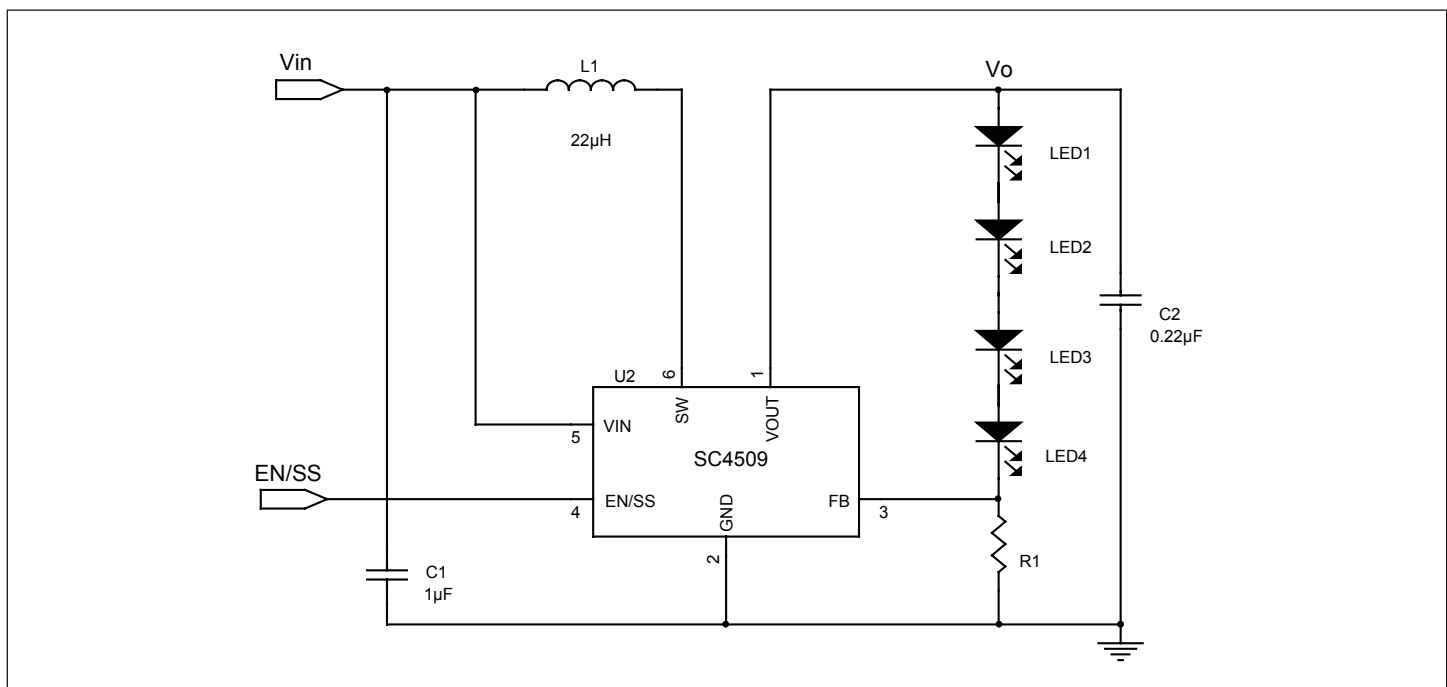 Vin
L1
22µH
Vo
LED1
LED2
C2
0.22µF
LED3
U2
6
1
SW
VOUT
VIN
5
SC4509
LED4
EN/SS
EN/SS
4
GND
FB
3
2
R1
C1
1µF